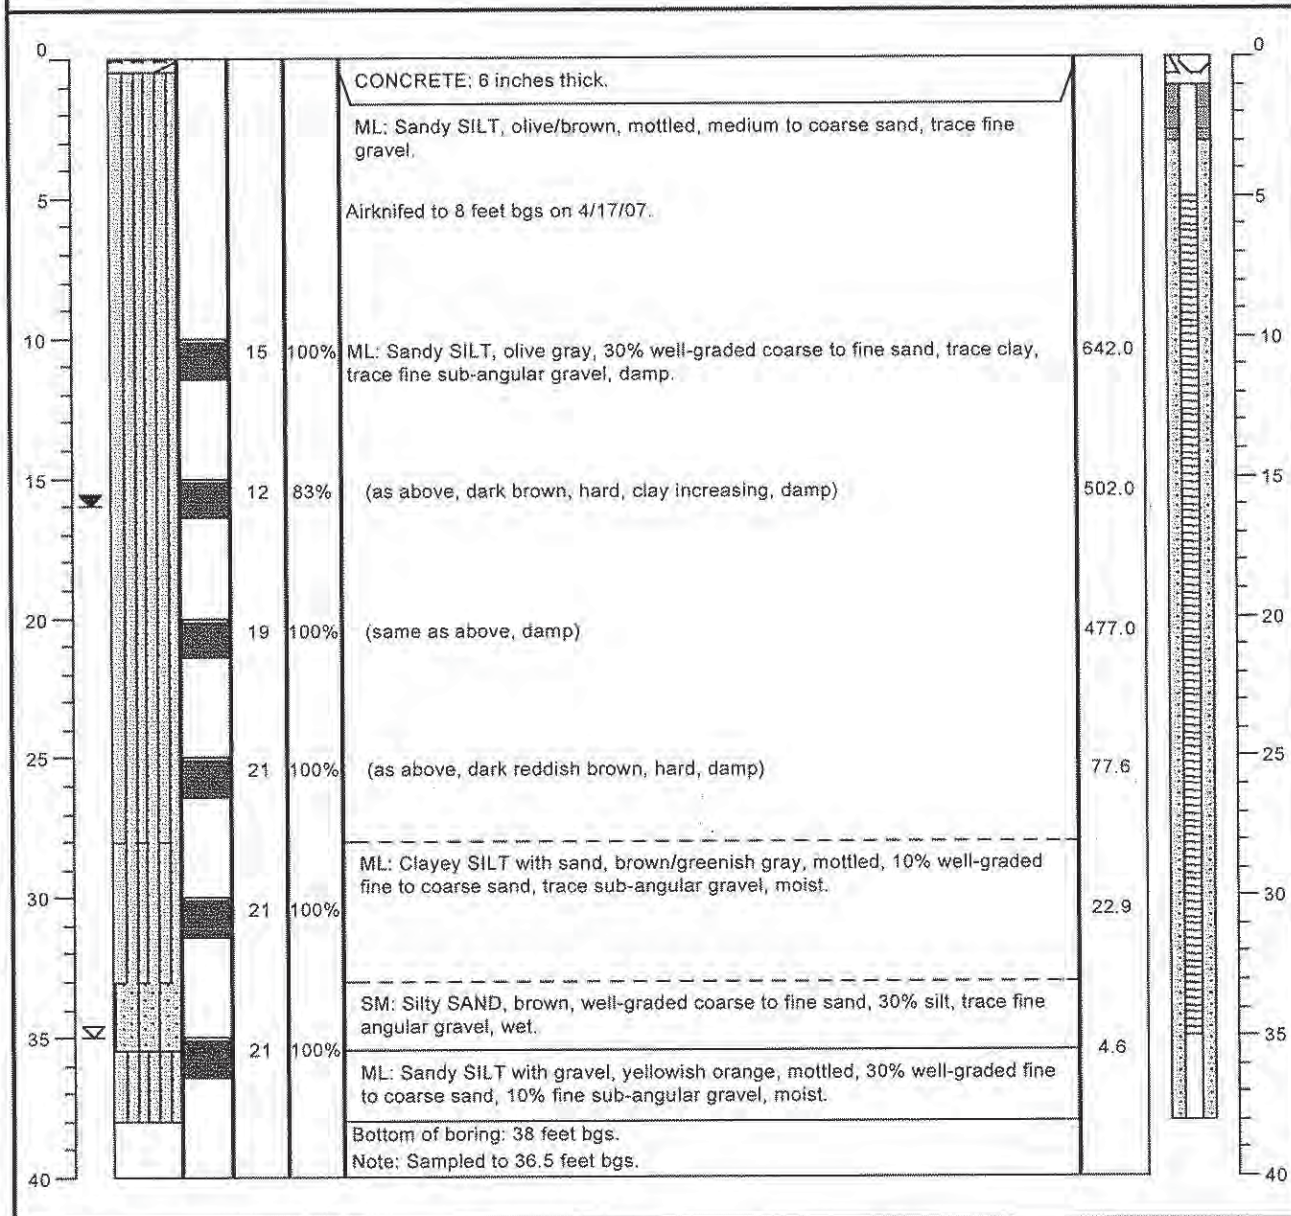 0
0
CONCRETE: 6 inches thick.
ML: Sandy SILT, olive/brown, mottled, medium to coarse sand, trace fine
gravel.
5
Airknifed to 8 feet bgs on 4/17/07.
5
10
15
100%
ML: Sandy SILT, olive gray, 30% well-graded coarse to fine sand, trace clay,
trace fine sub-angular gravel, damp.
642.0
10
15
12
83%
(as above, dark brown, hard, clay increasing, damp)
502.0
15
20
19
100%
(same as above, damp)
477.0
20
25
21
100%
(as above, dark reddish brown, hard, damp)
77.6
25
ML: Clayey SILT with sand, brown/greenish gray, mottled, 10% well-graded
fine to coarse sand, trace sub-angular gravel, moist.
30
21
100%
22.9
30
SM: Silty SAND, brown, well-graded coarse to fine sand, 30% silt, trace fine
angular gravel, wet.
35
21
100%
4.6
35
ML: Sandy SILT with gravel, yellowish orange, mottled, 30% well-graded fine
to coarse sand, 10% fine sub-angular gravel, moist.
Bottom of boring: 38 feet bgs.
Note: Sampled to 36.5 feet bgs.
40
40